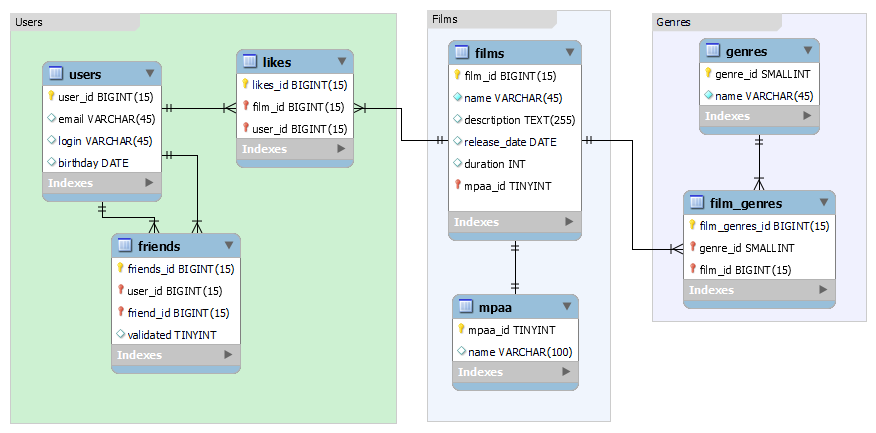 Users
users
user_id BIGINT(15)
email VARCHAR(45)
login VARCHAR(45)
birthday DATE
Indexes
likes
likes_id BIGINT(15)
film_id BIGINT(15)
user_id BIGINT(15)
Indexes
friends
friends_id BIGINT(15)
user_id BIGINT(15)
friend_id BIGINT(15)
validated TINYINT
Indexes
Films
films
film_id BIGINT(15)
name VARCHAR(45)
desctiption TEXT(255)
release_date DATE
duration INT
mpaa_id TINYINT
Indexes
mpaa
mpaa_id TINYINT
name VARCHAR(100)
Indexes
Genres
genres
genre_id SMALLINT
name VARCHAR(45)
Indexes
film_genres
film_genres_id BIGINT(15)
genre_id SMALLINT
film_id BIGINT(15)
Indexes